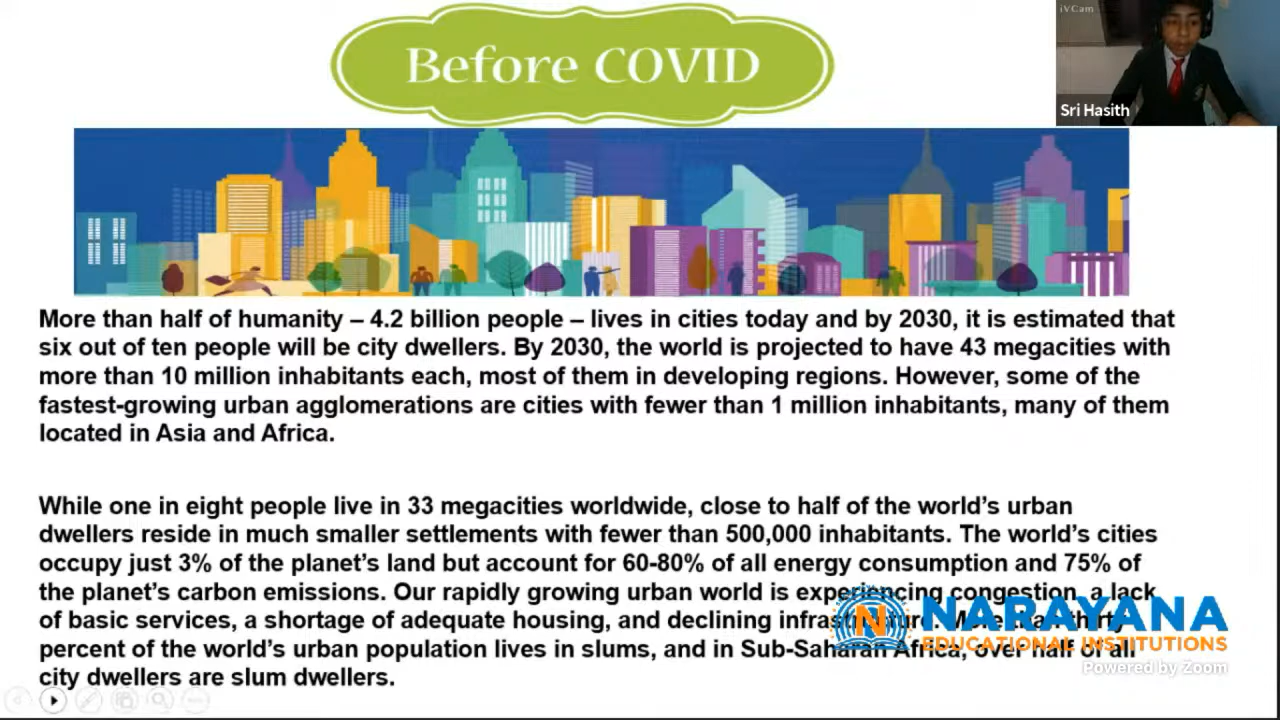 Before COVID
iVCam
Sri Hasith
More than half of humanity – 4.2 billion people – lives in cities today and by 2030, it is estimated that
six out of ten people will be city dwellers. By 2030, the world is projected to have 43 megacities with
more than 10 million inhabitants each, most of them in developing regions. However, some of the
fastest-growing urban agglomerations are cities with fewer than 1 million inhabitants, many of them
located in Asia and Africa.
While one in eight people live in 33 megacities worldwide, close to half of the world’s urban
dwellers reside in much smaller settlements with fewer than 500,000 inhabitants. The world’s cities
occupy just 3% of the planet’s land but account for 60-80% of all energy consumption and 75% of
the planet’s carbon emissions. Our rapidly growing urban world is experiencing congestion, a lack
of basic services, a shortage of adequate housing, and declining
percent of the world’s urban population lives in slums, and in Sub-Saharan Africa, over half of all
city dwellers are slum dwellers.
N
NARAYANA
EDUCATIONAL INSTITUTIONS
Powered by Zoom